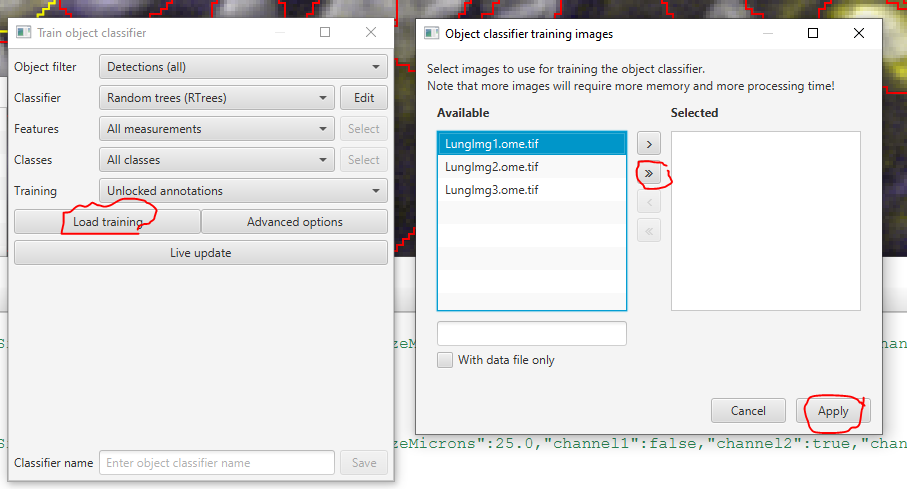 Train object classifier
Object filter
Detections (all)
Classifier
Random trees (RTrees)
Edit
Features
All measurements
Select
Classes
All classes
Select
Training
Unlocked annotations
Load training
Advanced options
Live update
Classifier name
Enter object classifier name
Save
Object classifier training images
Select images to use for training the object classifier.
Note that more images will require more memory and more processing time!
Available
Selected
LungImg1.ome.tif
LungImg2.ome.tif
LungImg3.ome.tif
>
»
<
«
With data file only
Cancel
Apply
zeMicrons":25.0,"channel1":false,"channel2":true,"chan